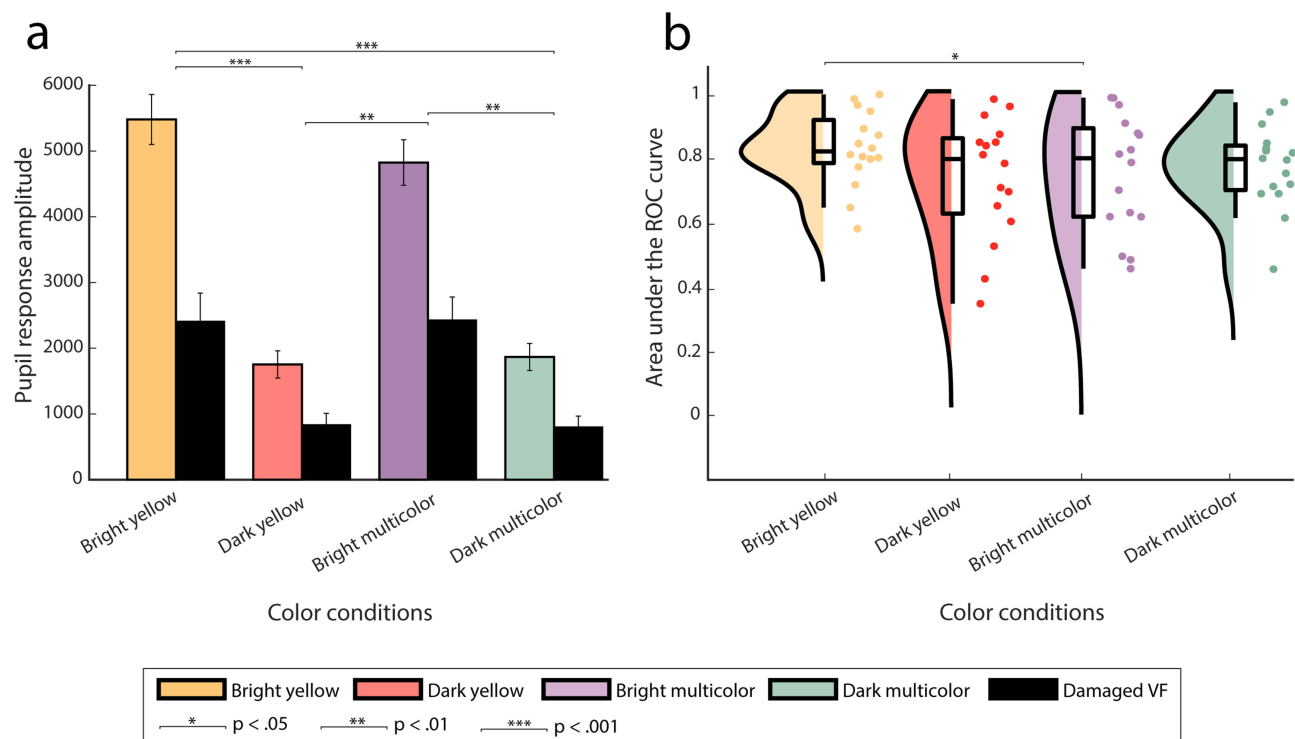 a
***
***
**
**
6000
5000
4000
3000
2000
1000
0
Pupil response amplitude
Bright yellow
Dark yellow
Bright multicolor
Dark multicolor
Color conditions
b
*
1
0.8
0.6
0.4
0.2
0
Area under the ROC curve
Bright yellow
Dark yellow
Bright multicolor
Dark multicolor
Color conditions
Bright yellow Dark yellow Bright multicolor Dark multicolor Damaged VF
* p < .05 ** p < .01 *** p < .001